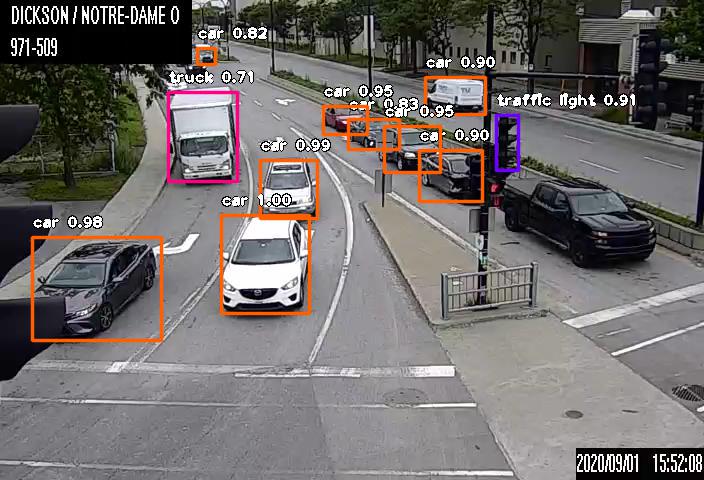 DICKSON / NOTRE-DAME O
971-509
car 0.82
truck 0.71
car 0.90
car 0.95
car 0.83
car 0.95
traffic light 0.91
car 0.90
car 0.99
car 1.00
car 0.98
2020/09/01 15:52:08